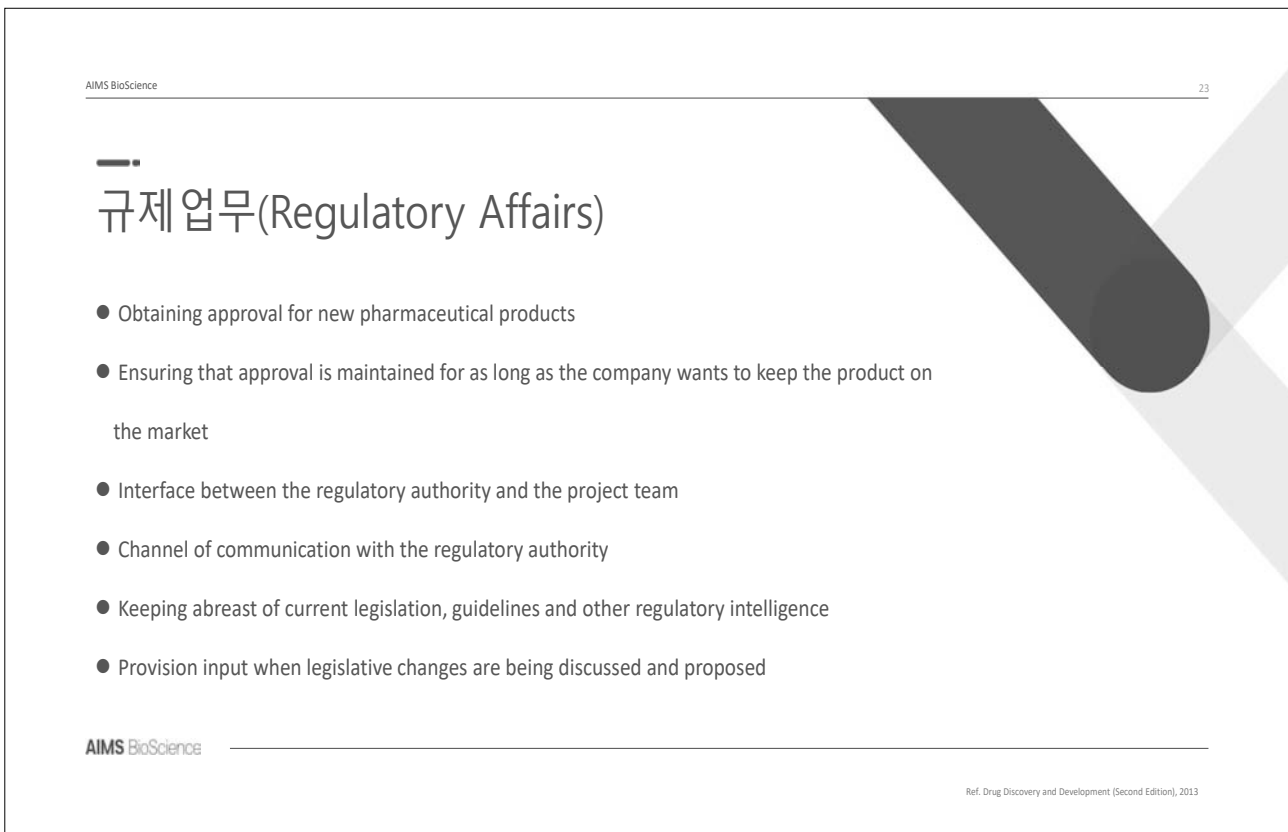 AIMS BioScience
23
규제업무(Regulatory Affairs)
● Obtaining approval for new pharmaceutical products
● Ensuring that approval is maintained for as long as the company wants to keep the product on
the market
● Interface between the regulatory authority and the project team
● Channel of communication with the regulatory authority
● Keeping abreast of current legislation, guidelines and other regulatory intelligence
● Provision input when legislative changes are being discussed and proposed
AIMS BioScience
Ref. Drug Discovery and Development (Second Edition), 2013